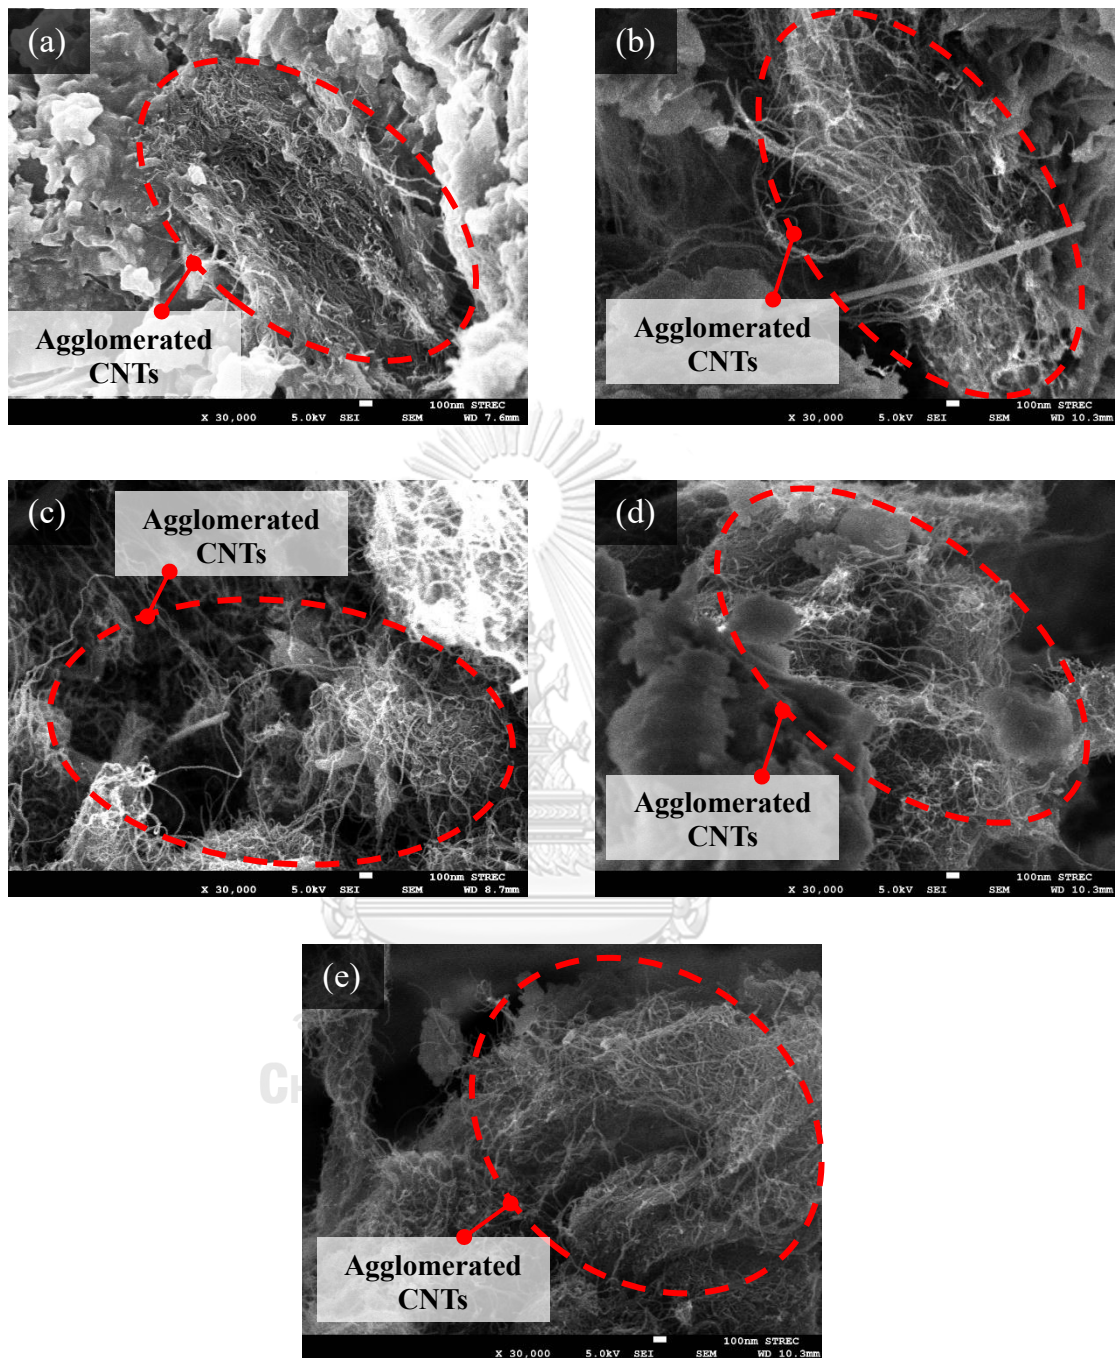 (a)
Agglomerated
CNTs
100nm STREC
X 30,000 5.0kV SEI SEM WD 7.6mm
(b)
Agglomerated
CNTs
100nm STREC
X 30,000 5.0kV SEI SEM WD 10.3mm
(c)
Agglomerated
CNTs
100nm STREC
X 30,000 5.0kV SEI SEM WD 8.7mm
(d)
Agglomerated
CNTs
100nm STREC
X 30,000 5.0kV SEI SEM WD 10.3mm
(e)
Agglomerated
CNTs
100nm STREC
X 30,000 5.0kV SEI SEM WD 10.3mm